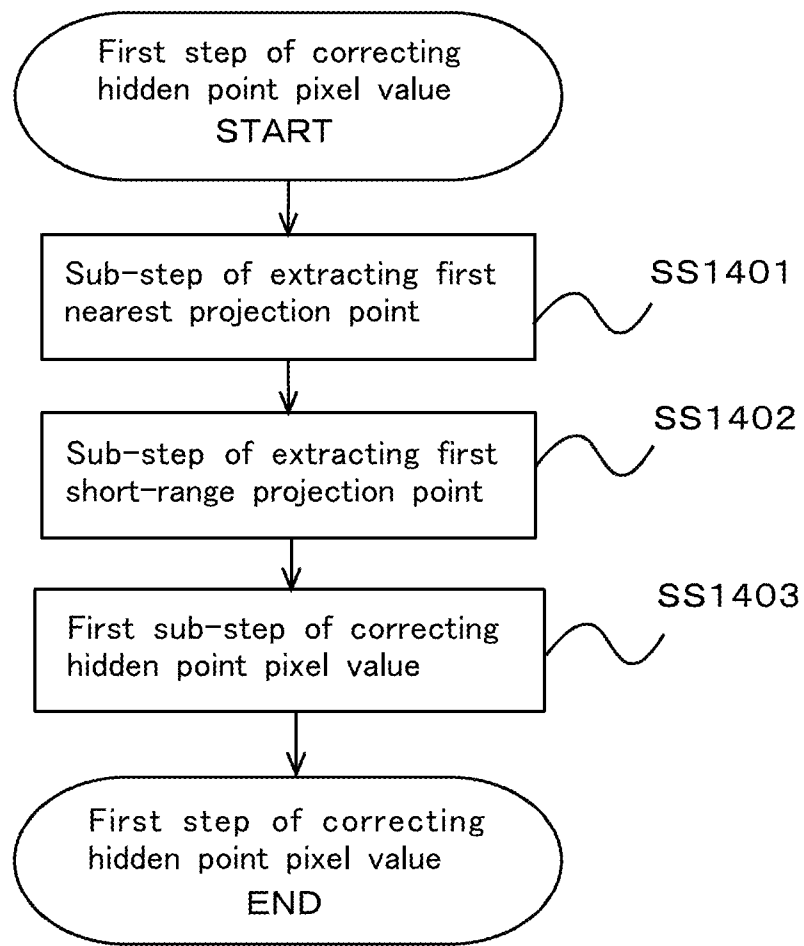 First step of correcting
hidden point pixel value
START
Sub-step of extracting first
nearest projection point
SS1401
Sub-step of extracting first
short-range projection point
SS1402
First sub-step of correcting
hidden point pixel value
SS1403
First step of correcting
hidden point pixel value
END